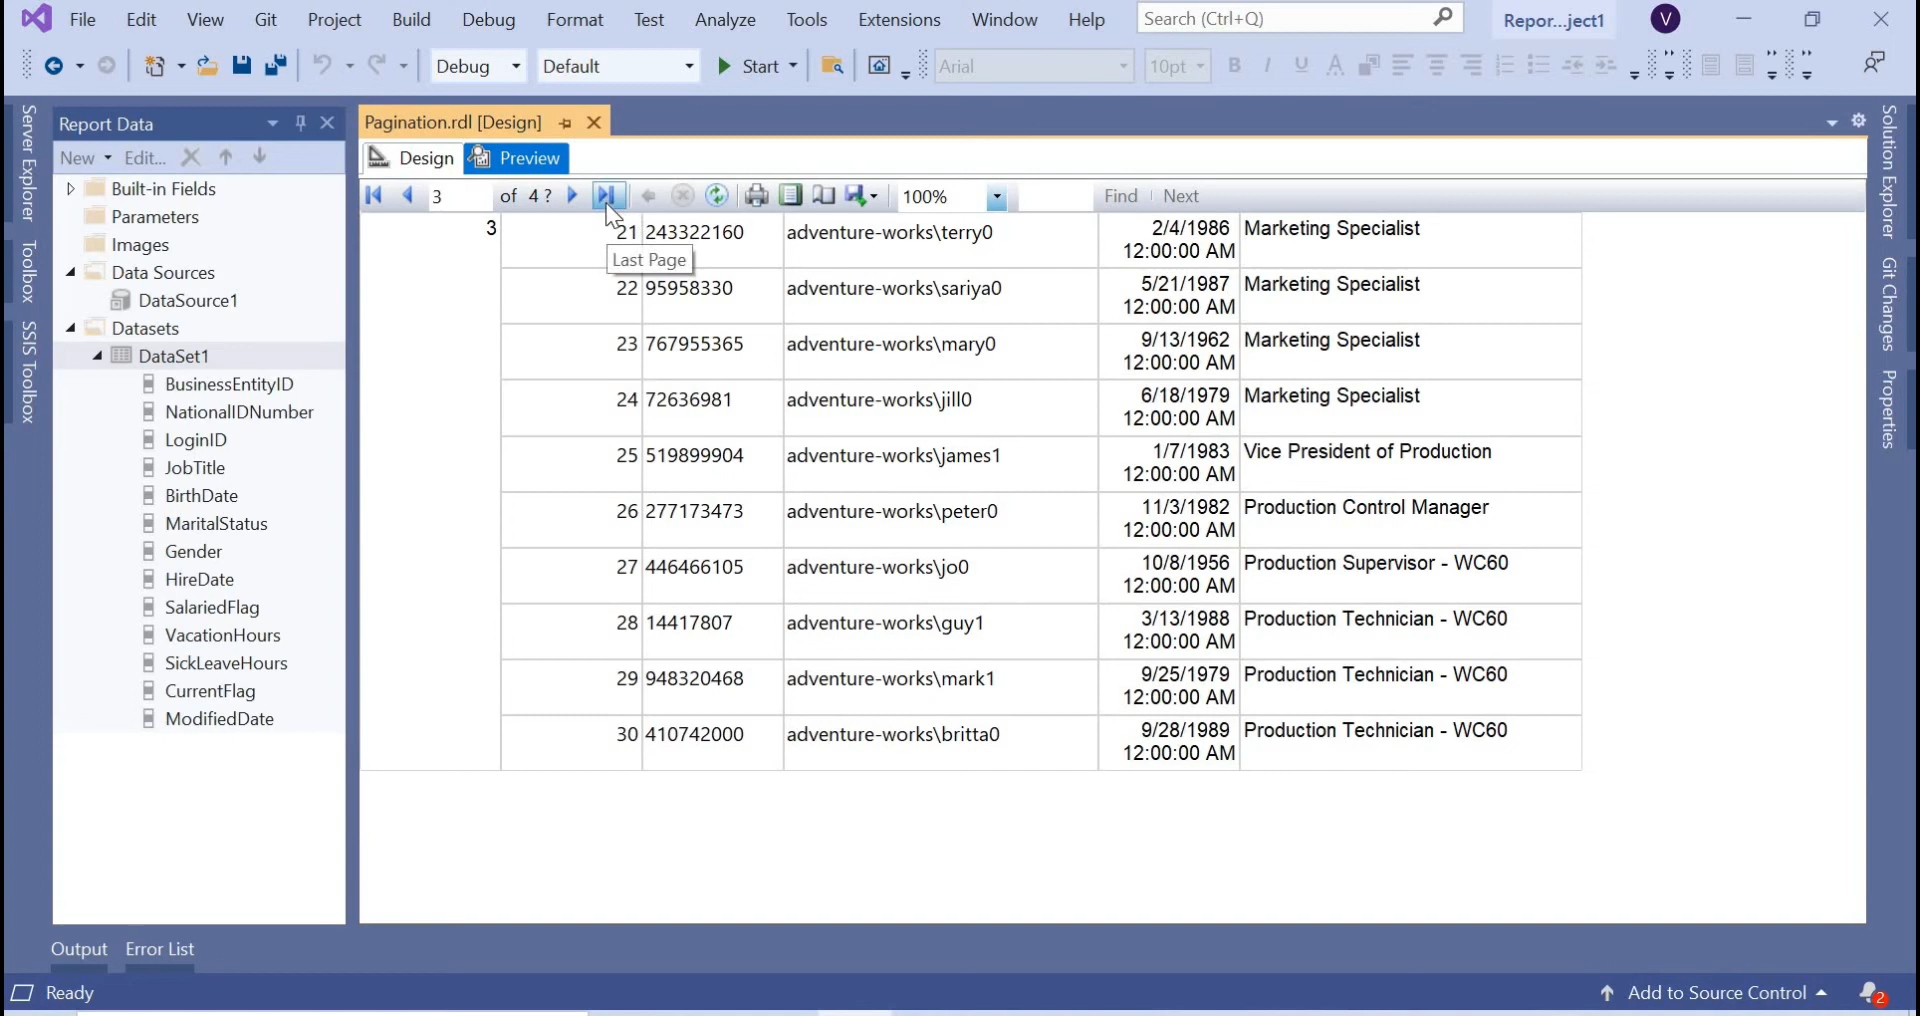 File Edit View Git Project Build Debug Format Test Analyze Tools Extensions Window Help Search (Ctrl+Q) Repor...ject1 V
Debug Default Start Arial 10pt B I U A
Server Explorer
Toolbox
SSIS Toolbox
Report Data
New Edit...
Built-in Fields
Parameters
Images
Data Sources
DataSource1
Datasets
DataSet1
BusinessEntityID
NationalIDNumber
LoginID
JobTitle
BirthDate
MaritalStatus
Gender
HireDate
SalariedFlag
VacationHours
SickLeaveHours
CurrentFlag
ModifiedDate
Pagination.rdl [Design]
Design Preview
3 of 4 ? 100% Find Next
3 21 243322160 adventure-works\terry0 2/4/1986 Marketing Specialist
12:00:00 AM
Last Page
22 95958330 adventure-works\sariya0 5/21/1987 Marketing Specialist
12:00:00 AM
23 767955365 adventure-works\mary0 9/13/1962 Marketing Specialist
12:00:00 AM
24 72636981 adventure-works\jill0 6/18/1979 Marketing Specialist
12:00:00 AM
25 519899904 adventure-works\james1 1/7/1983 Vice President of Production
12:00:00 AM
26 277173473 adventure-works\peter0 11/3/1982 Production Control Manager
12:00:00 AM
27 446466105 adventure-works\jo0 10/8/1956 Production Supervisor - WC60
12:00:00 AM
28 14417807 adventure-works\guy1 3/13/1988 Production Technician - WC60
12:00:00 AM
29 948320468 adventure-works\mark1 9/25/1979 Production Technician - WC60
12:00:00 AM
30 410742000 adventure-works\britta0 9/28/1989 Production Technician - WC60
12:00:00 AM
Solution Explorer
Git Changes
Properties
Output Error List
Ready Add to Source Control 2